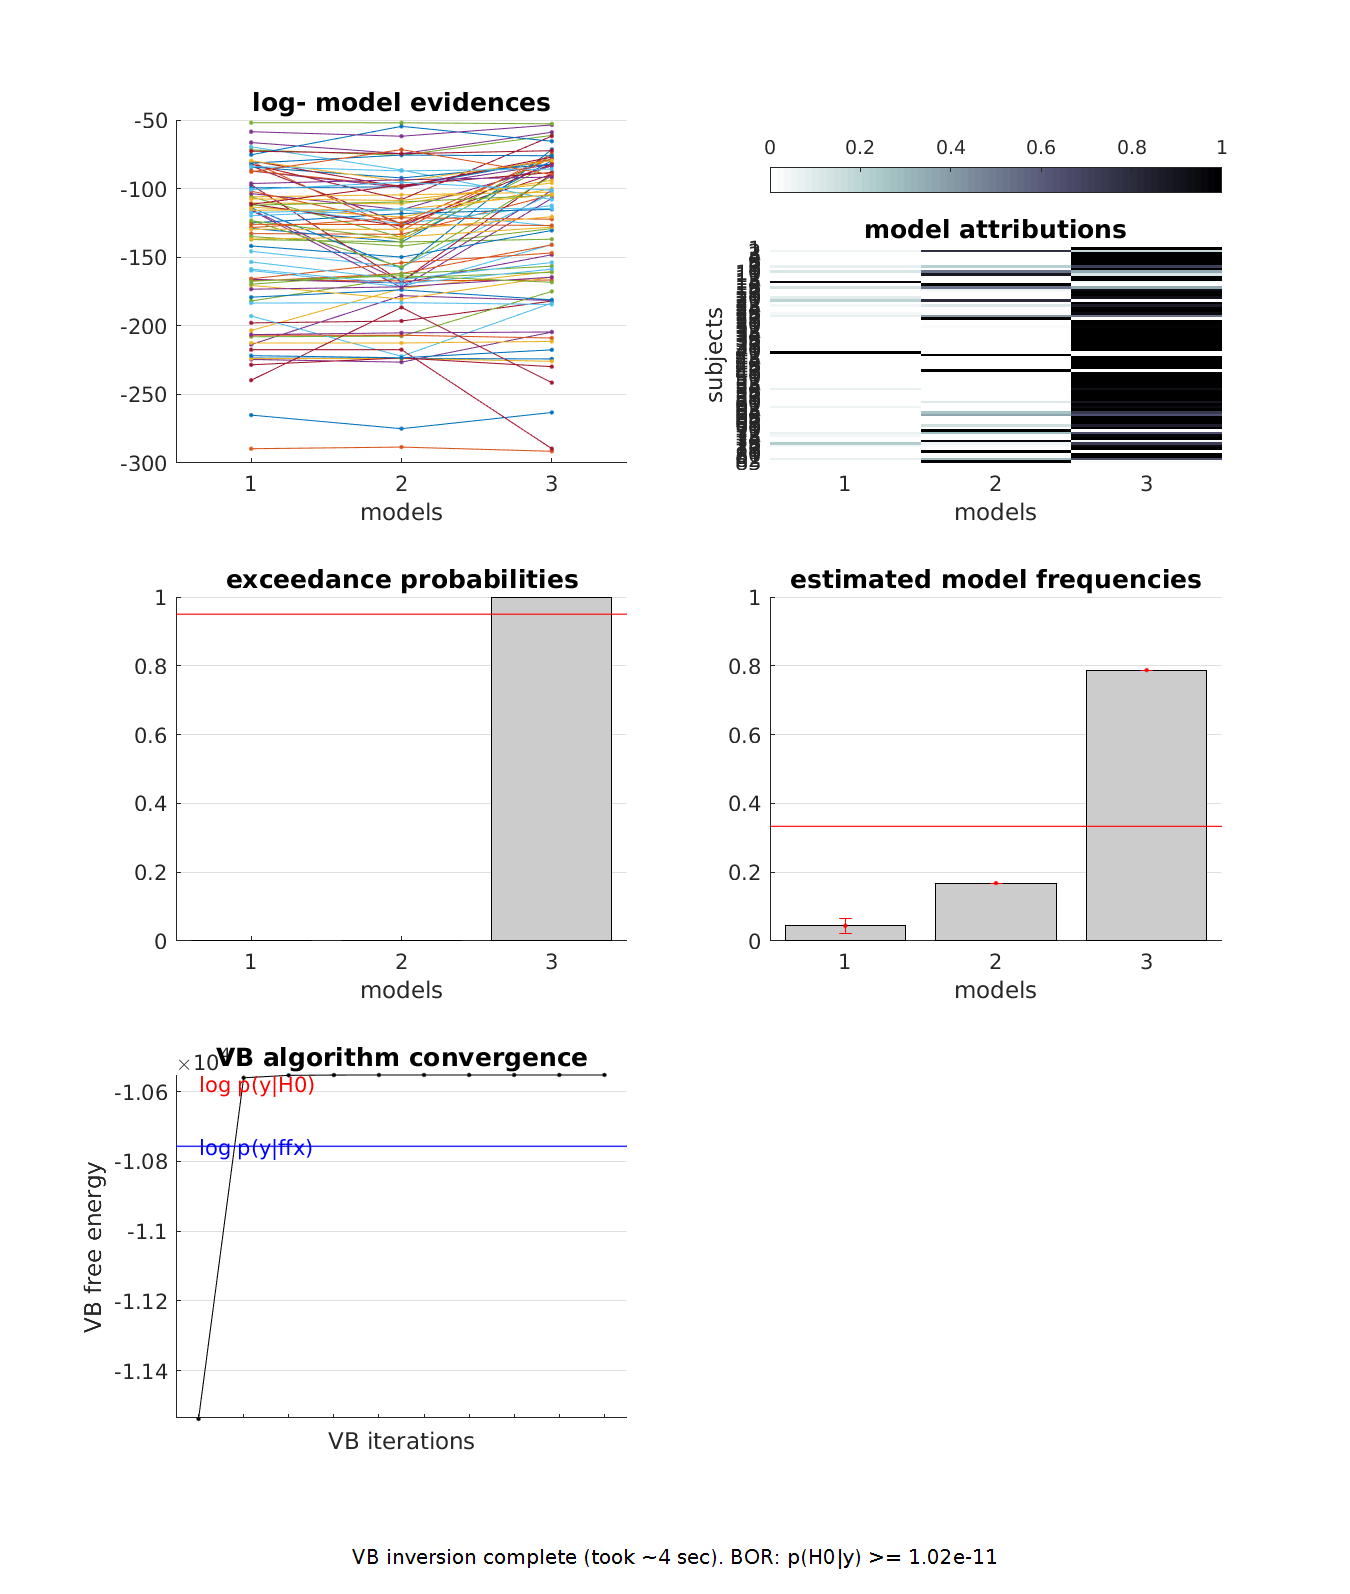 log- model evidences
-50
-100
-150
-200
-250
-300
1 2 3
models
0 0.2 0.4 0.6 0.8 1
model attributions
subjects
1 2 3
models
exceedance probabilities
1
0.8
0.6
0.4
0.2
0
1 2 3
models
estimated model frequencies
1
0.8
0.6
0.4
0.2
0
1 2 3
models
×10
VB algorithm convergence
log p(y|H0)
log p(y|ffx)
-1.06
-1.08
-1.1
-1.12
-1.14
VB free energy
VB iterations
VB inversion complete (took ~4 sec). BOR: p(H0|y) >= 1.02e-11